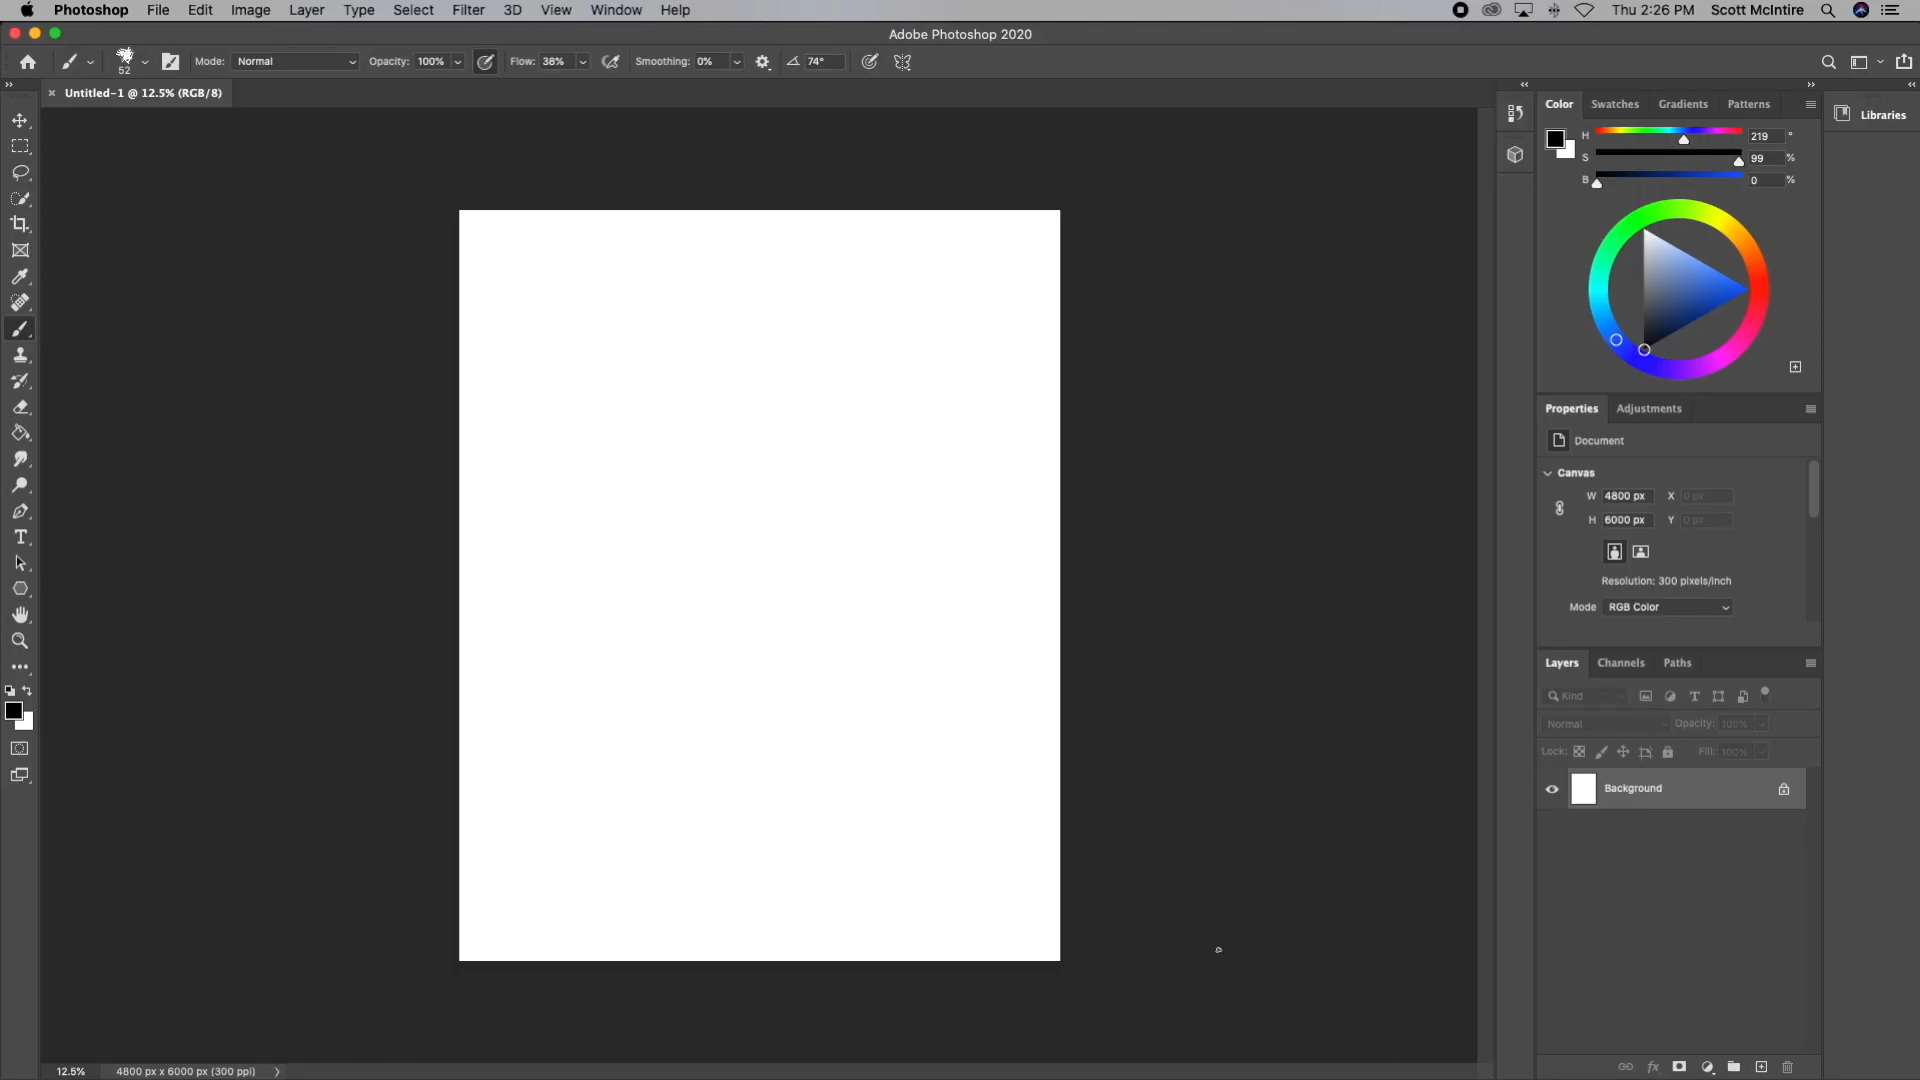 Photoshop File Edit Image Layer Type Select Filter 3D View Window Help Thu 2:26 PM Scott McIntire
Adobe Photoshop 2020
52 Mode: Normal Opacity: 100% Flow: 38% Smoothing: 0% 74°
Untitled-1 @ 12.5% (RGB/8)
Color Swatches Gradients Patterns
Libraries
H 219 °
S 99 %
B 0 %
Properties Adjustments
Document
Canvas
W 4800 px X 0 px
H 6000 px Y 0 px
Resolution: 300 pixels/inch
Mode RGB Color
Layers Channels Paths
Kind
Normal Opacity: 100%
Lock: Fill: 100%
Background
12.5% 4800 px x 6000 px (300 ppi)